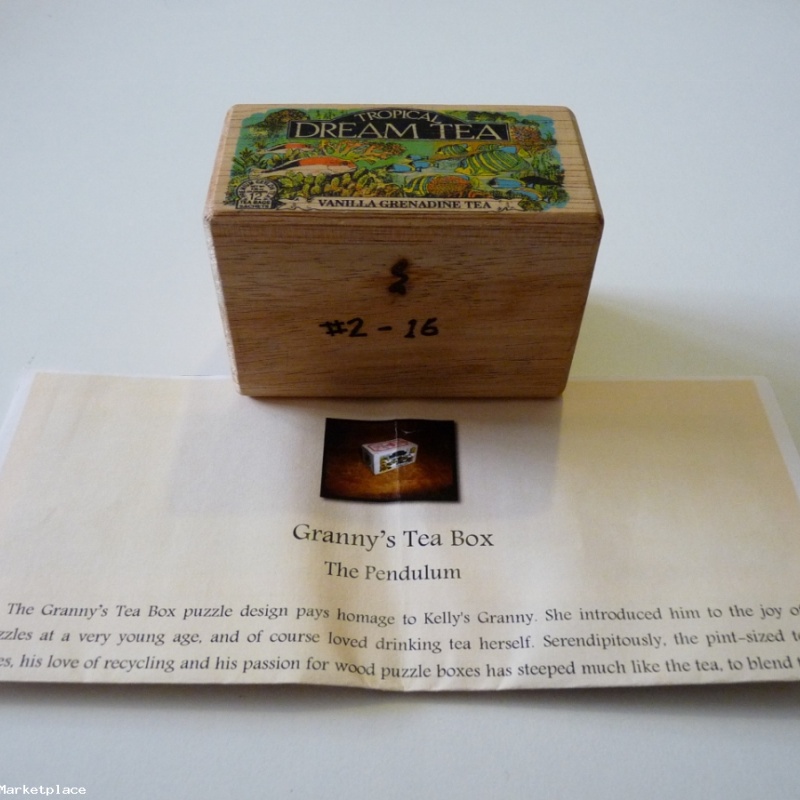 TROPICAL
DREAM TEA
VANILLA GRENADINE TEA
#2 - 16
Granny's Tea Box
The Pendulum
The Granny's Tea Box puzzle design pays homage to Kelly's Granny. She introduced him to the joy of
zzles at a very young age, and of course loved drinking tea herself. Serendipitously, the pint-sized te
es, his love of recycling and his passion for wood puzzle boxes has steeped much like the tea, to blend
Marketplace